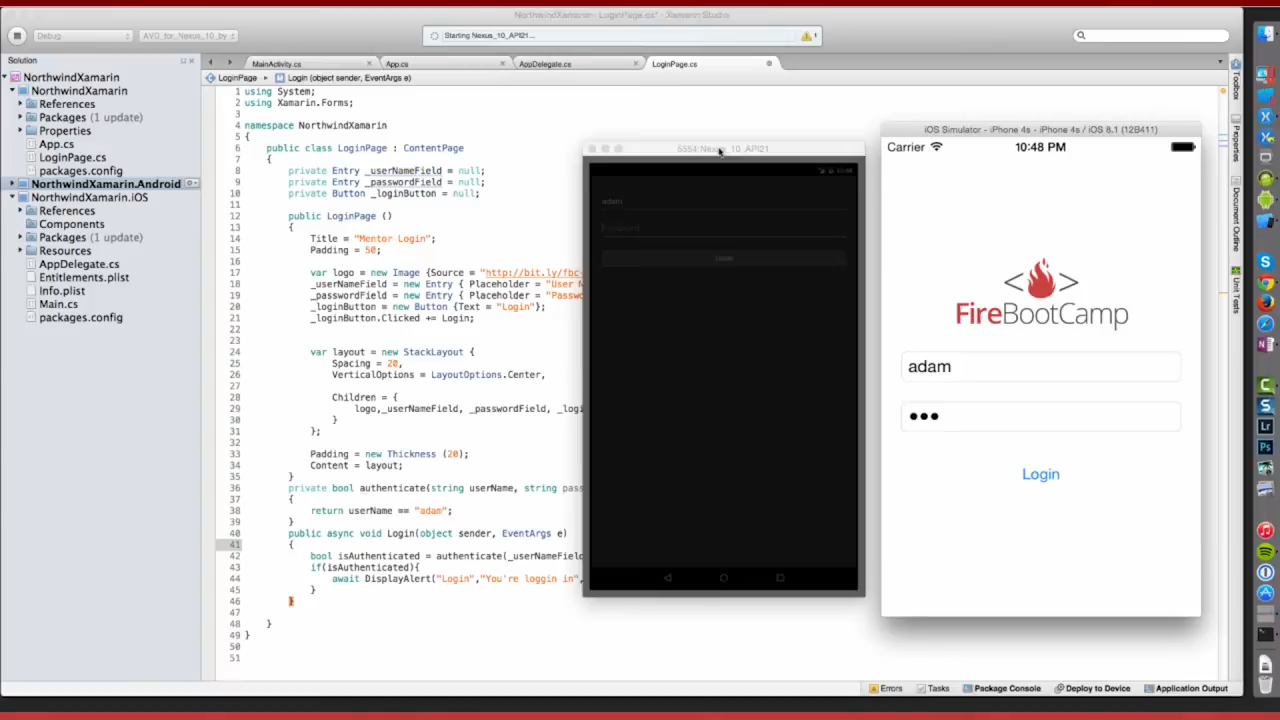 NorthwindXamarin - LoginPage.cs* - Xamarin Studio
Debug
AVD_for_Nexus_10_by
Starting Nexus_10_API21...
1
Solution
MainActivity.cs
App.cs
AppDelegate.cs
LoginPage.cs
LoginPage
Login (object sender, EventArgs e)
NorthwindXamarin
NorthwindXamarin
References
Packages (1 update)
Properties
App.cs
LoginPage.cs
packages.config
NorthwindXamarin.Android
NorthwindXamarin.iOS
References
Components
Packages (1 update)
Resources
AppDelegate.cs
Entitlements.plist
Info.plist
Main.cs
packages.config
1 using System;
2 using Xamarin.Forms;
3
4 namespace NorthwindXamarin
5 {
6 public class LoginPage : ContentPage
7 {
8 private Entry _userNameField = null;
9 private Entry _passwordField = null;
10 private Button _loginButton = null;
11
12 public LoginPage ()
13 {
14 Title = "Mentor Login";
15 Padding = 50;
16
17 var logo = new Image {Source = "http://bit.ly/fbc-
18 _userNameField = new Entry { Placeholder = "User N
19 _passwordField = new Entry { Placeholder = "Passwo
20 _loginButton = new Button {Text = "Login"};
21 _loginButton.Clicked += Login;
22
23
24 var layout = new StackLayout {
25 Spacing = 20,
26 VerticalOptions = LayoutOptions.Center,
27
28 Children = {
29 logo,_userNameField, _passwordField, _logi
30 }
31 };
32
33 Padding = new Thickness (20);
34 Content = layout;
35 }
36 private bool authenticate(string userName, string pass
37 {
38 return userName == "adam";
39 }
40 public async void Login(object sender, EventArgs e)
41 {
42 bool isAuthenticated = authenticate(_userNameField
43 if(isAuthenticated){
44 await DisplayAlert("Login","You're loggin in",
45 }
46 }
47
48 }
49 }
50
51
5554:Nexus_10_API21
adam
Password
iOS Simulator - iPhone 4s - iPhone 4s / iOS 8.1 (12B411)
Carrier
10:48 PM
FireBootCamp
adam
Login
Toolbox
Properties
Document Outline
Unit Tests
Errors
Tasks
Package Console
Deploy to Device
Application Output